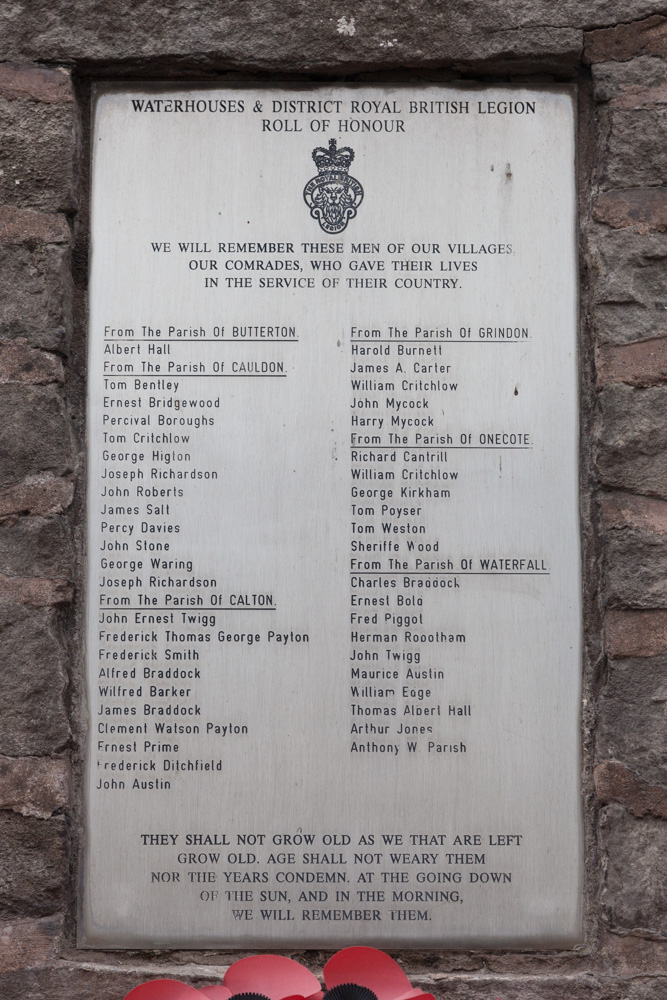 WATERHOUSES & DISTRICT ROYAL BRITISH LEGION
ROLL OF HONOUR
THE ROYAL BRITISH
LEGION
WE WILL REMEMBER THESE MEN OF OUR VILLAGES,
OUR COMRADES, WHO GAVE THEIR LIVES
IN THE SERVICE OF THEIR COUNTRY.
From The Parish Of BUTTERTON.
Albert Hall
From The Parish Of CAULDON.
Tom Bentley
Ernest Bridgewood
Percival Boroughs
Tom Critchlow
George Higton
Joseph Richardson
John Roberts
James Salt
Percy Davies
John Stone
George Waring
Joseph Richardson
From The Parish Of CALTON.
John Ernest Twigg
Frederick Thomas George Payton
Frederick Smith
Alfred Braddock
Wilfred Barker
James Braddock
Clement Watson Payton
Ernest Prime
Frederick Ditchfield
John Austin
From The Parish Of GRINDON.
Harold Burnett
James A. Carter
William Critchlow
John Mycock
Harry Mycock
From The Parish Of ONECOTE.
Richard Cantrill
William Critchlow
George Kirkham
Tom Poyser
Tom Weston
Sheriffe Wood
From The Parish Of WATERFALL
Charles Braddock
Ernest Bold
Fred Piggot
Herman Roootham
John Twigg
Maurice Austin
William Edge
Thomas Albert Hall
Arthur Jones
Anthony W. Parish
THEY SHALL NOT GROW OLD AS WE THAT ARE LEFT
GROW OLD. AGE SHALL NOT WEARY THEM
NOR THE YEARS CONDEMN. AT THE GOING DOWN
OF THE SUN, AND IN THE MORNING,
WE WILL REMEMBER THEM.